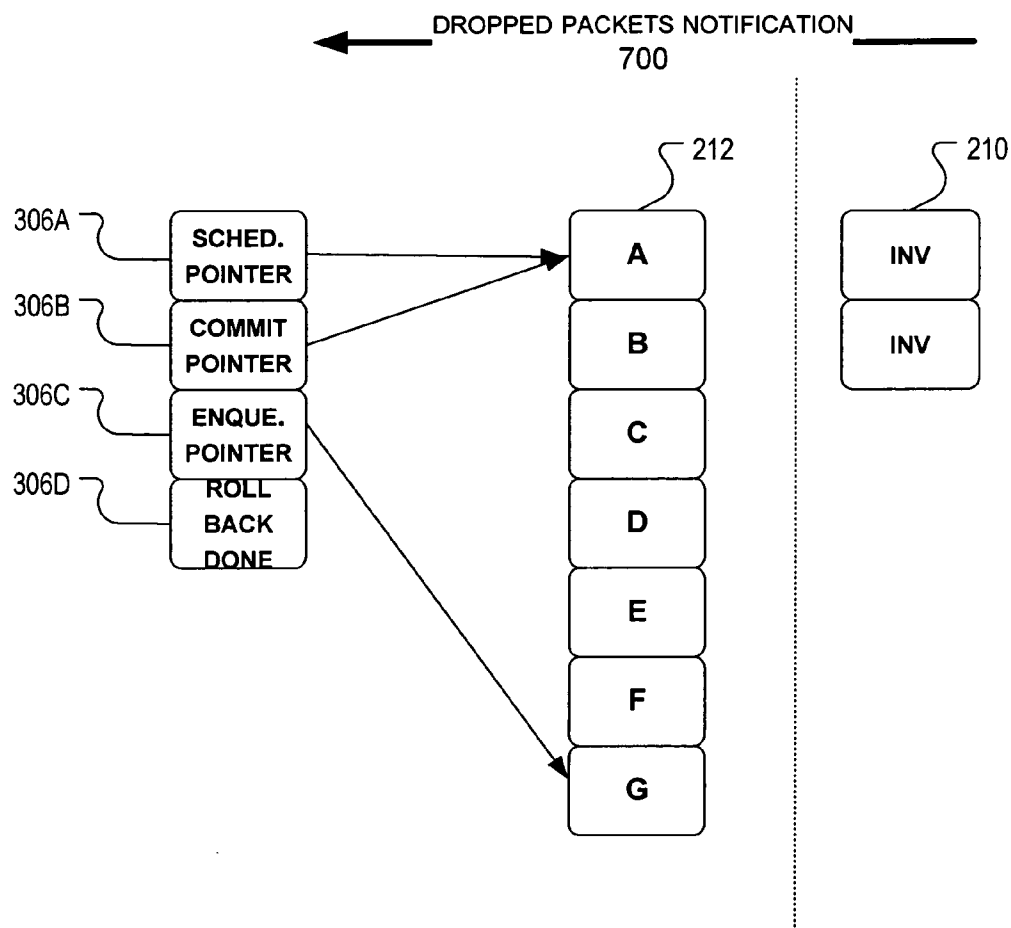 DROPPED PACKETS NOTIFICATION
700
212
210
306A
SCHED.
POINTER
A
INV
306B
COMMIT
POINTER
B
INV
306C
ENQUE.
POINTER
C
306D
ROLL
BACK
DONE
D
E
F
G